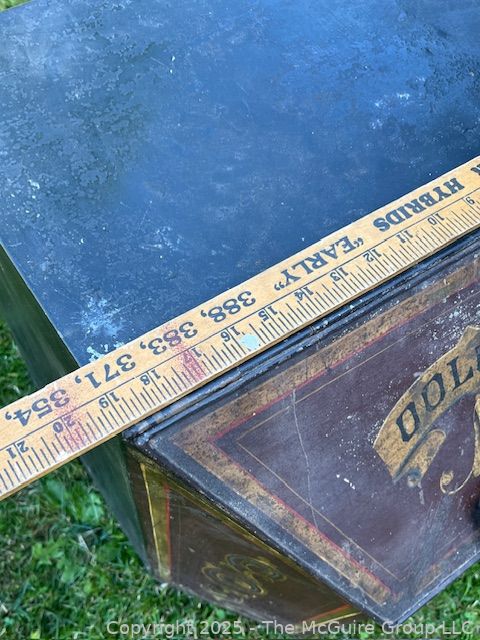 354, 371, 383, 388, "EARLY" HYBRIDS
21 20 19 18 17 16 15 14 13 12 11 10 9
OOLO
Copyright © 2025 - The McGuire Group LLC